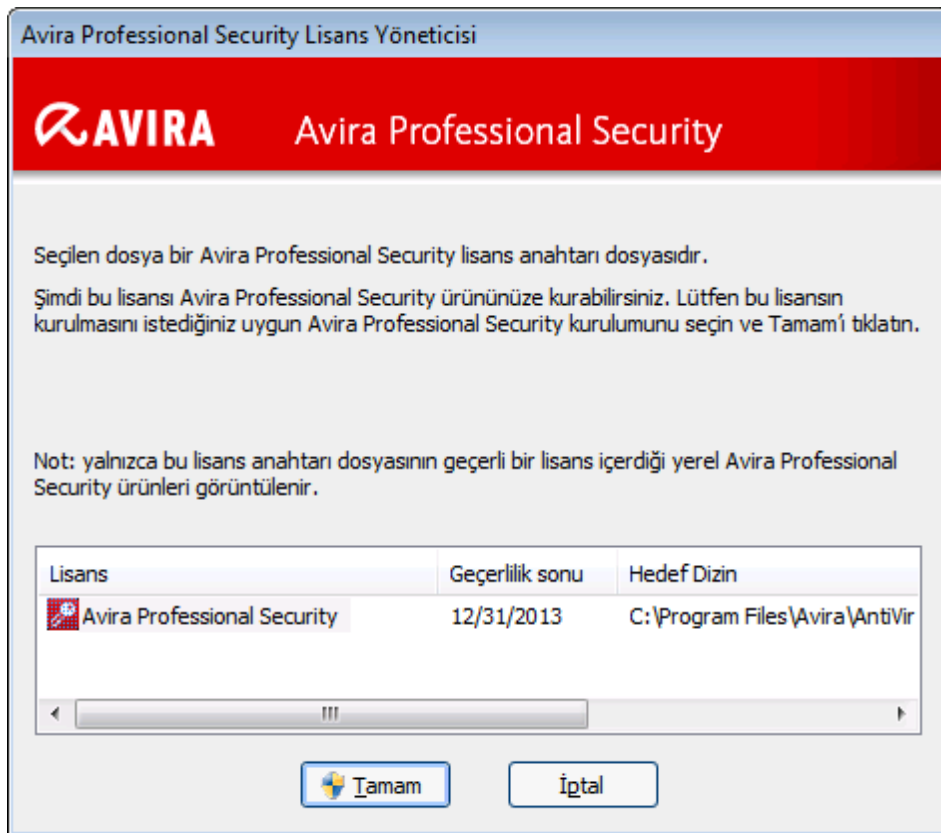 Avira Professional Security Lisans Yöneticisi
AVIRA Avira Professional Security
Seçilen dosya bir Avira Professional Security lisans anahtarı dosyasıdır.
Şimdi bu lisansı Avira Professional Security ürününüze kurabilirsiniz. Lütfen bu lisansın
kurulmasını istediğiniz uygun Avira Professional Security kurulumunu seçin ve Tamam'i tıklatın.
Not: yalnızca bu lisans anahtarı dosyasının geçerli bir lisans içerdiği yerel Avira Professional
Security ürünleri görüntülenir.
Lisans Geçerlilik sonu Hedef Dizin
Avira Professional Security 12/31/2013 C:\Program Files\Avira\AntiVir
Tamam İptal